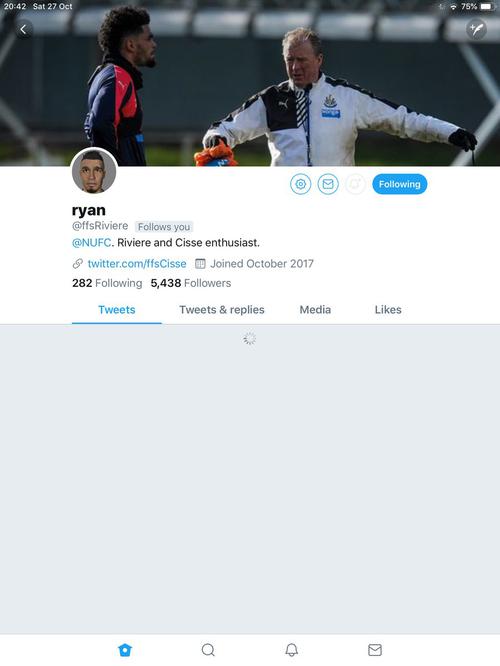 20:42 Sat 27 Oct 75%
wonga
ryan
@ffsRiviere Follows you
Following
@NUFC. Riviere and Cisse enthusiast.
twitter.com/ffsCisse Joined October 2017
282 Following 5,438 Followers
Tweets Tweets & replies Media Likes